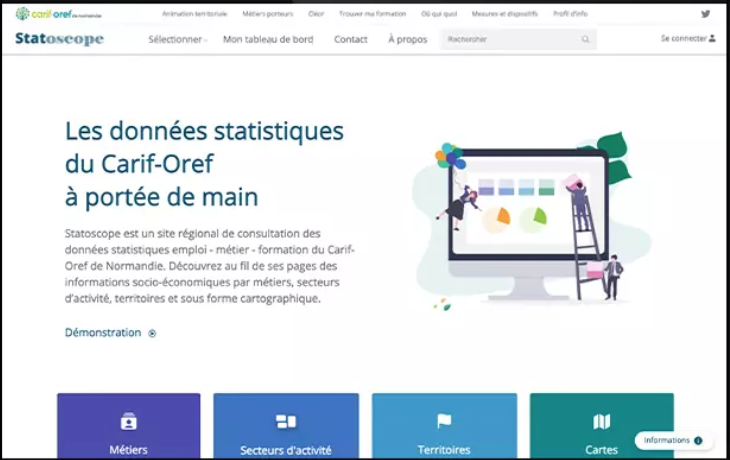 carif-oref de normandie
Animation territoriale Métiers porteurs Cléor Trouver ma formation Où qui quoi Mesures et dispositifs Profil d'info
Statoscope Sélectionner Mon tableau de bord Contact À propos Rechercher Se connecter
Les données statistiques
du Carif-Oref
à portée de main
Statoscope est un site régional de consultation des
données statistiques emploi - métier - formation du Carif-
Oref de Normandie. Découvrez au fil de ses pages des
informations socio-économiques par métiers, secteurs
d'activité, territoires et sous forme cartographique.
Démonstration
Métiers Secteurs d'activité Territoires Cartes
Informations